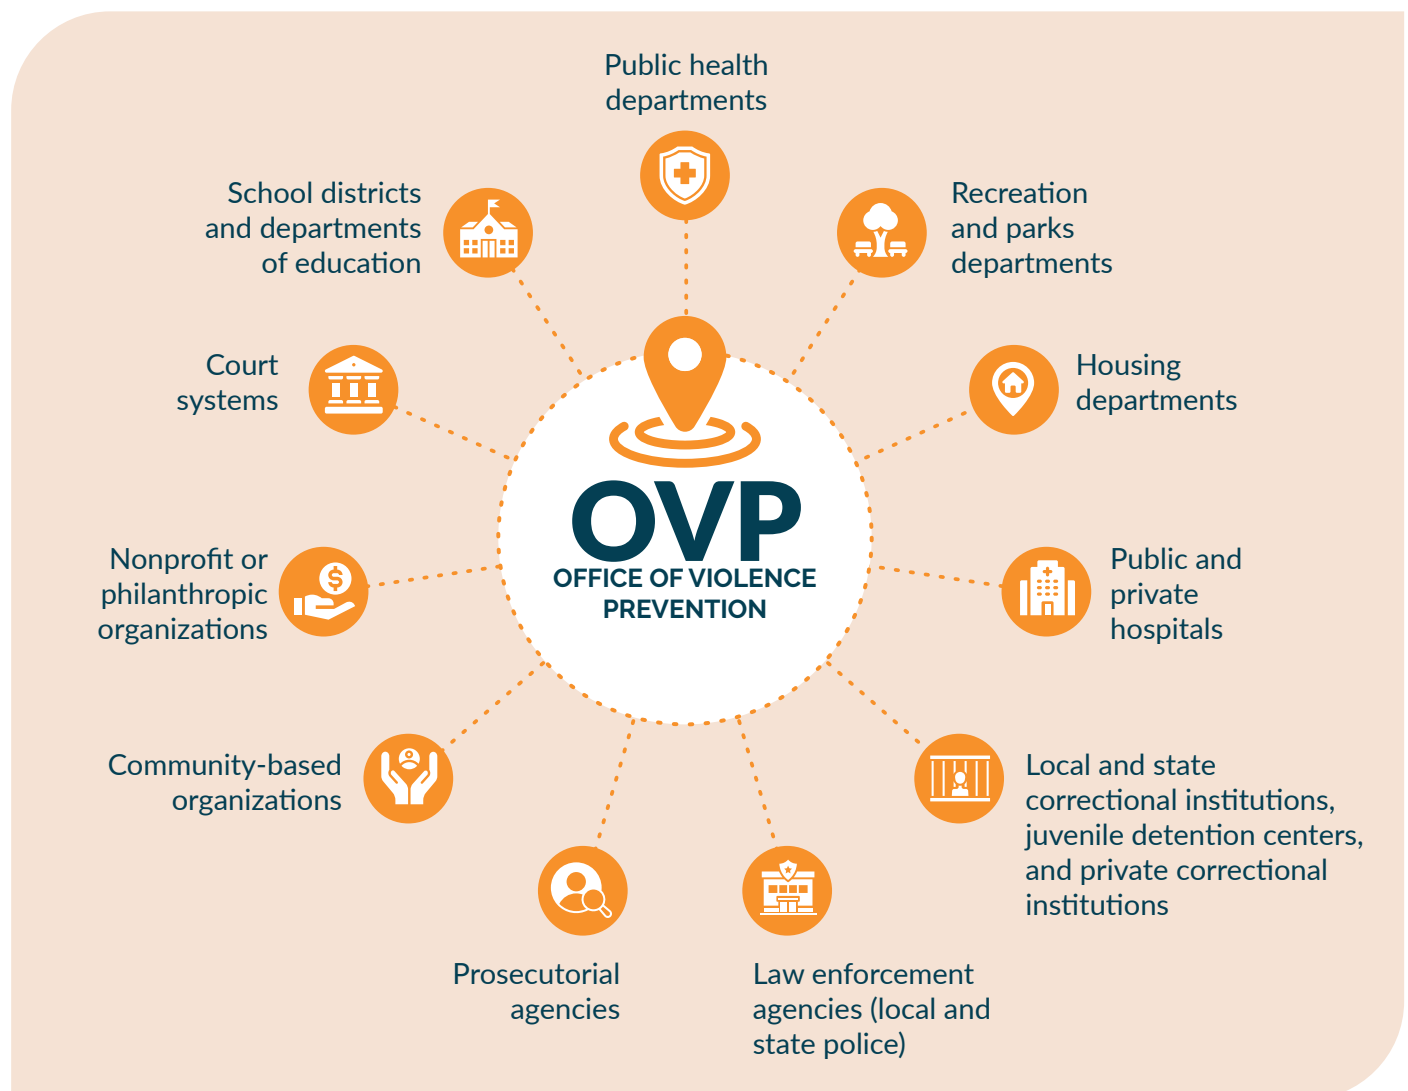 Public health
departments
School districts
and departments
of education
Recreation
and parks
departments
Court
systems
Housing
departments
OVP
OFFICE OF VIOLENCE
PREVENTION
Nonprofit or
philanthropic
organizations
Public and
private
hospitals
Community-based
organizations
Local and state
correctional institutions,
juvenile detention centers,
and private correctional
institutions
Prosecutorial
agencies
Law enforcement
agencies (local and
state police)